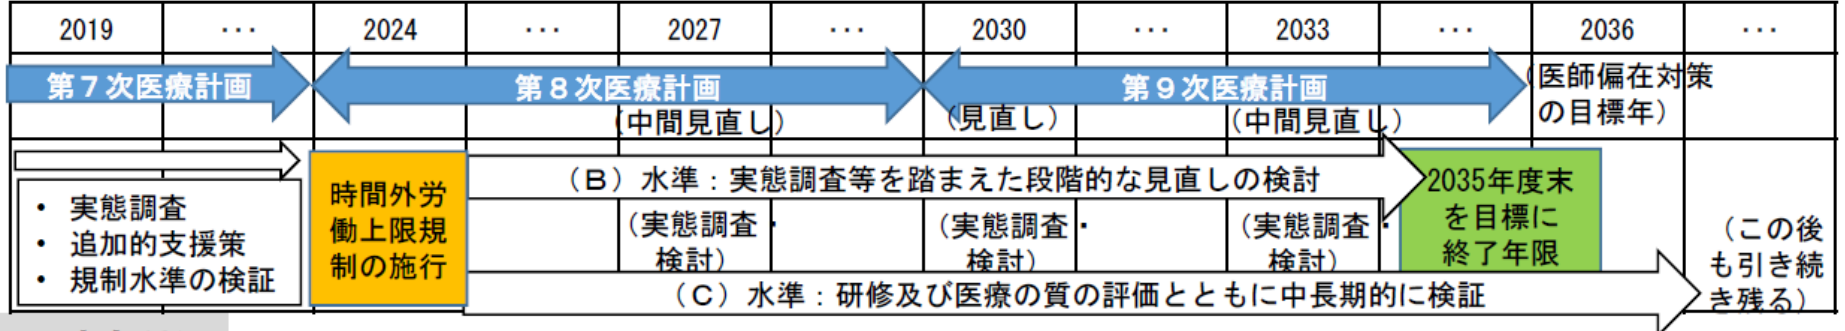 2019 ... 2024 ... 2027 ... 2030 ... 2033 ... 2036 ...
第７次医療計画
第８次医療計画
第９次医療計画
（中間見直し）
（見直し）
（中間見直し）
（医師偏在対策
の目標年）
・ 実態調査
・ 追加的支援策
・ 規制水準の検証
時間外労
働上限規
制の施行
（Ｂ）水準：実態調査等を踏まえた段階的な見直しの検討
（実態調査・
検討）
（実態調査・
検討）
（実態調査・
検討）
2035年度末
を目標に
終了年限
（Ｃ）水準：研修及び医療の質の評価とともに中長期的に検証
（この後
も引き続
き残る）